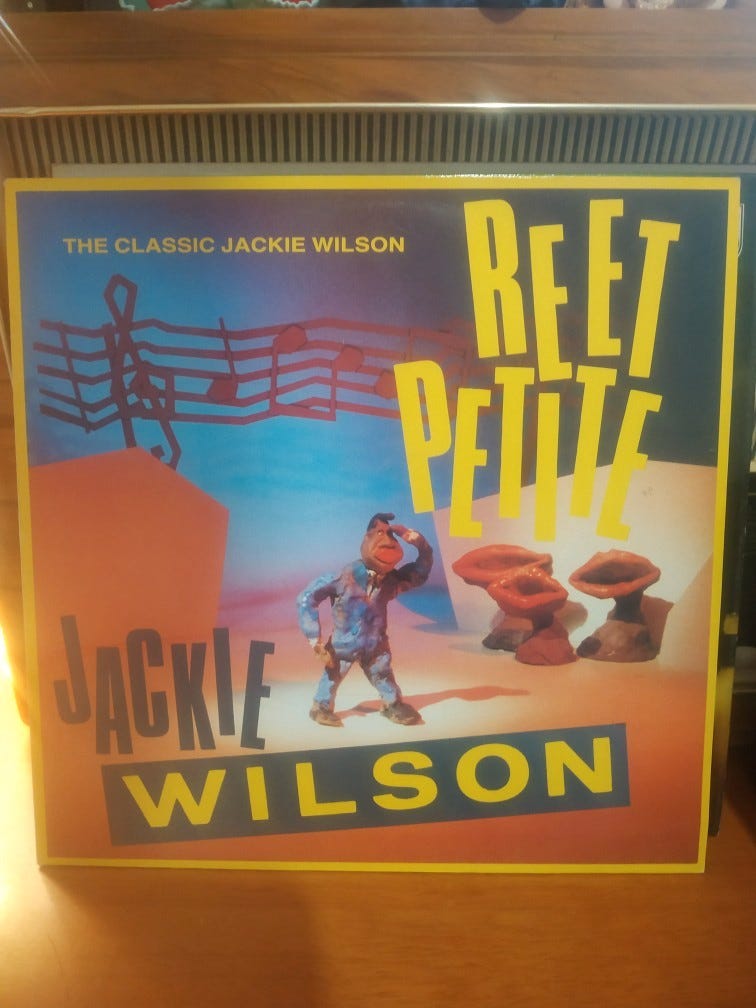 THE CLASSIC JACKIE WILSON
REET
PETITE
JACKIE
WILSON